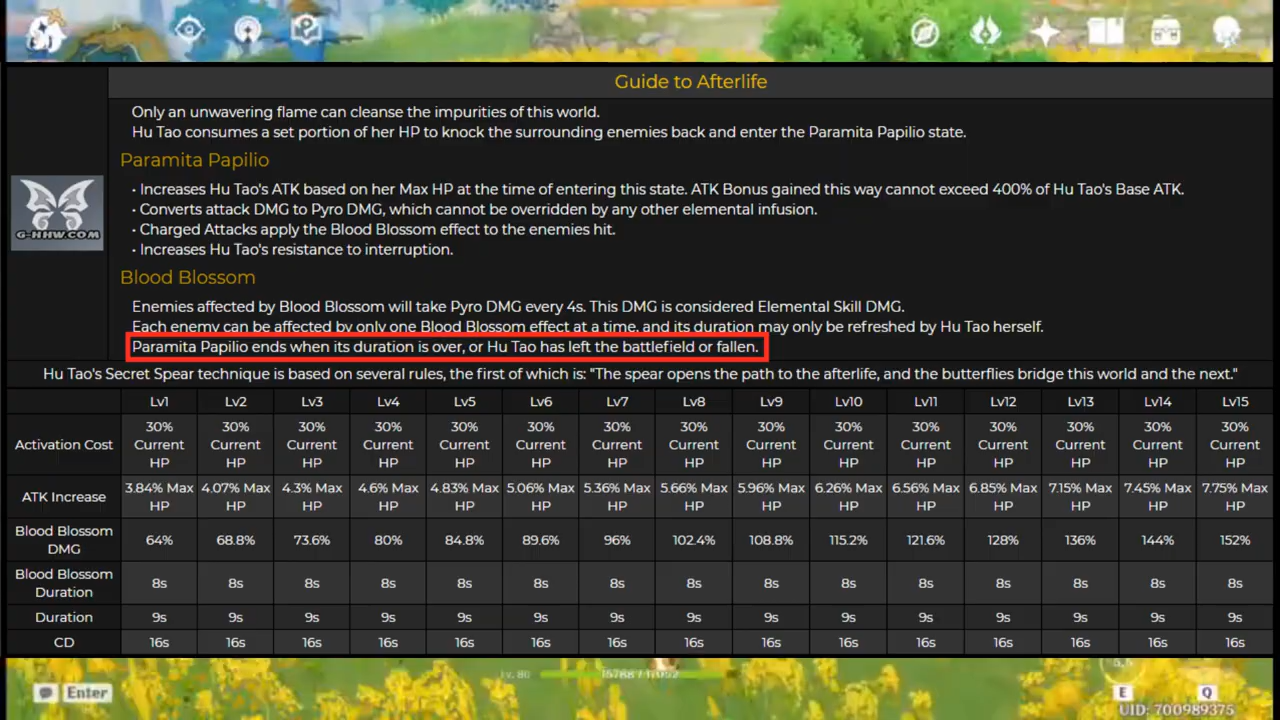 Guide to Afterlife
Only an unwavering flame can cleanse the impurities of this world.
Hu Tao consumes a set portion of her HP to knock the surrounding enemies back and enter the Paramita Papilio state.
Paramita Papilio
• Increases Hu Tao's ATK based on her Max HP at the time of entering this state. ATK Bonus gained this way cannot exceed 400% of Hu Tao's Base ATK.
• Converts attack DMG to Pyro DMG, which cannot be overridden by any other elemental infusion.
• Charged Attacks apply the Blood Blossom effect to the enemies hit.
• Increases Hu Tao's resistance to interruption.
G-HHW.COM
Blood Blossom
Enemies affected by Blood Blossom will take Pyro DMG every 4s. This DMG is considered Elemental Skill DMG.
Each enemy can be affected by only one Blood Blossom effect at a time, and its duration may only be refreshed by Hu Tao herself.
Paramita Papilio ends when its duration is over, or Hu Tao has left the battlefield or fallen.
Hu Tao's Secret Spear technique is based on several rules, the first of which is: "The spear opens the path to the afterlife, and the butterflies bridge this world and the next."
Lv1 Lv2 Lv3 Lv4 Lv5 Lv6 Lv7 Lv8 Lv9 Lv10 Lv11 Lv12 Lv13 Lv14 Lv15
Activation Cost 30% Current HP 30% Current HP 30% Current HP 30% Current HP 30% Current HP 30% Current HP 30% Current HP 30% Current HP 30% Current HP 30% Current HP 30% Current HP 30% Current HP 30% Current HP 30% Current HP 30% Current HP
ATK Increase 3.84% Max HP 4.07% Max HP 4.3% Max HP 4.6% Max HP 4.83% Max HP 5.06% Max HP 5.36% Max HP 5.66% Max HP 5.96% Max HP 6.26% Max HP 6.56% Max HP 6.85% Max HP 7.15% Max HP 7.45% Max HP 7.75% Max HP
Blood Blossom DMG 64% 68.8% 73.6% 80% 84.8% 89.6% 96% 102.4% 108.8% 115.2% 121.6% 128% 136% 144% 152%
Blood Blossom Duration 8s 8s 8s 8s 8s 8s 8s 8s 8s 8s 8s 8s 8s 8s 8s
Duration 9s 9s 9s 9s 9s 9s 9s 9s 9s 9s 9s 9s 9s 9s 9s
CD 16s 16s 16s 16s 16s 16s 16s 16s 16s 16s 16s 16s 16s 16s 16s
Lv. 80
Enter
E Q
UID: 700989375